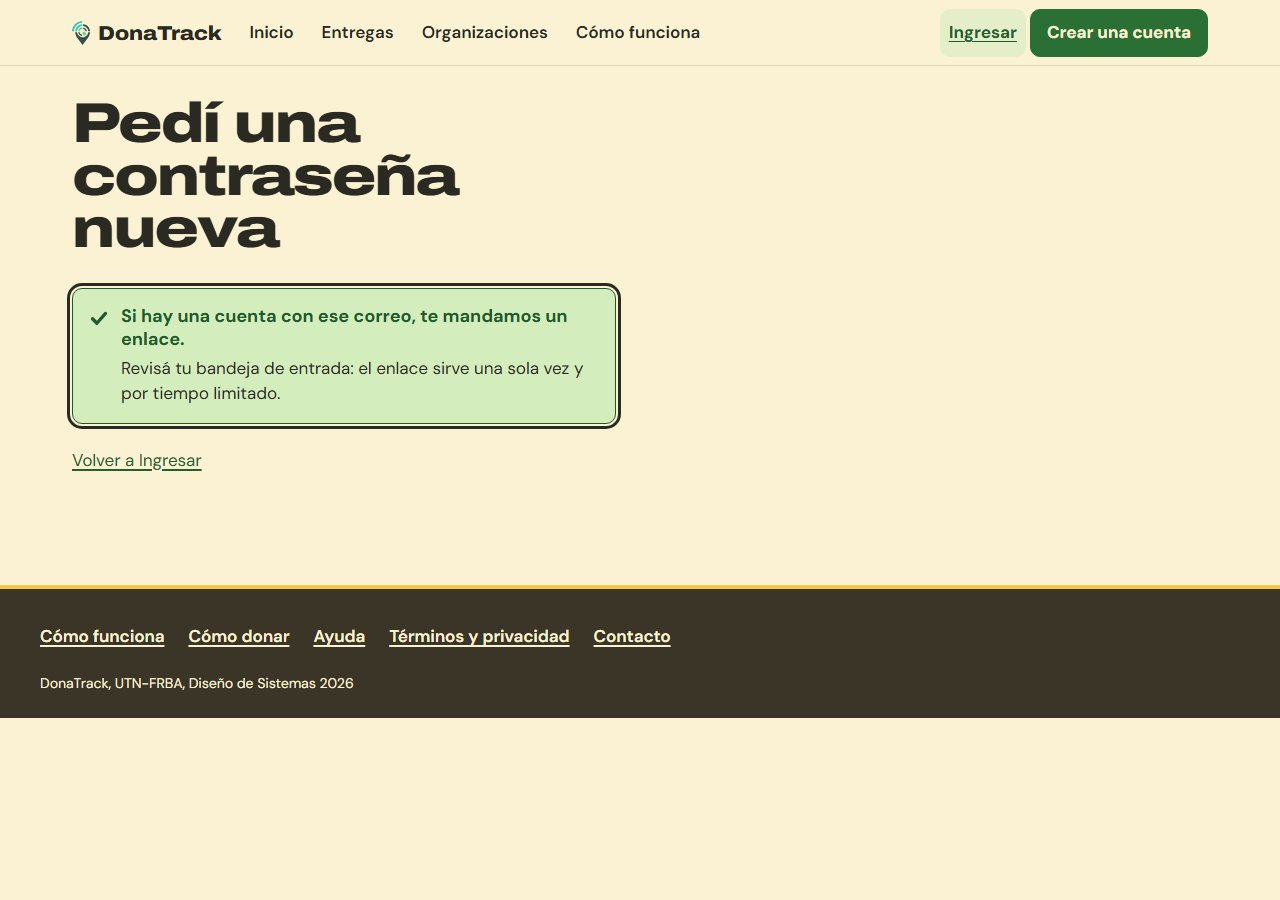 DonaTrack Inicio Entregas Organizaciones Cómo funciona Ingresar Crear una cuenta
Pedí una
contraseña
nueva
Si hay una cuenta con ese correo, te mandamos un
enlace.
Revisá tu bandeja de entrada: el enlace sirve una sola vez y
por tiempo limitado.
Volver a Ingresar
Cómo funciona Cómo donar Ayuda Términos y privacidad Contacto
DonaTrack, UTN-FRBA, Diseño de Sistemas 2026